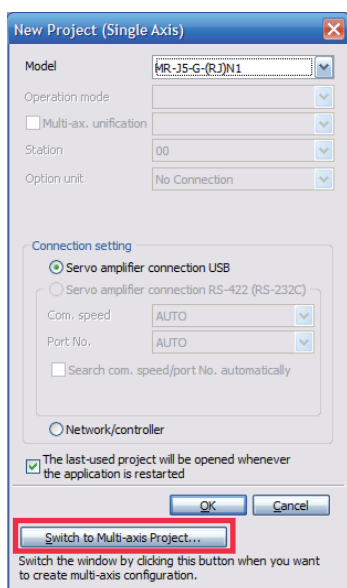 New Project (Single Axis)
Model
MR-J5-G-(RJ)N1
Operation mode
Multi-ax. unification
Station
00
Option unit
No Connection
Connection setting
Servo amplifier connection USB
Servo amplifier connection RS-422 (RS-232C)
Com. speed
AUTO
Port No.
AUTO
Search com. speed/port No. automatically
Network/controller
The last-used project will be opened whenever
the application is restarted
OK
Cancel
Switch to Multi-axis Project...
Switch the window by clicking this button when you want
to create multi-axis configuration.